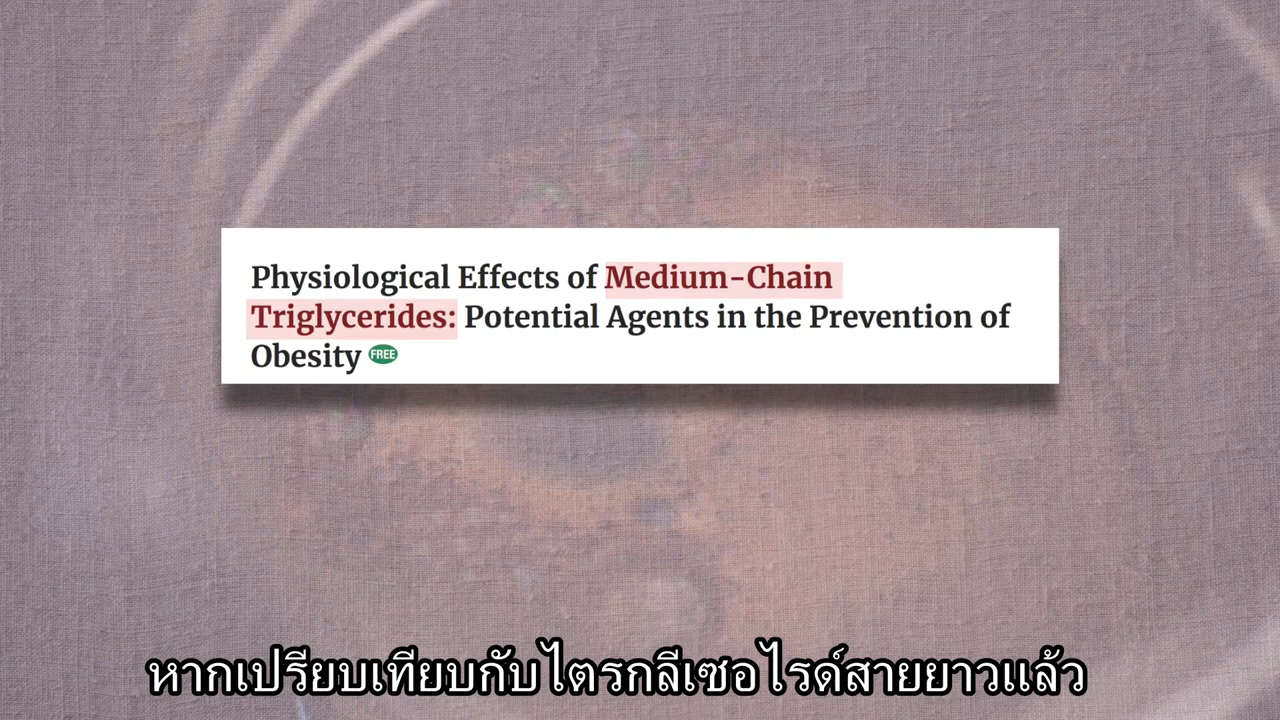 Physiological Effects of Medium-Chain
Triglycerides: Potential Agents in the Prevention of
Obesity FREE
หากเปรียบเทียบกับไตรกลีเซอไรด์สายยาวแล้ว